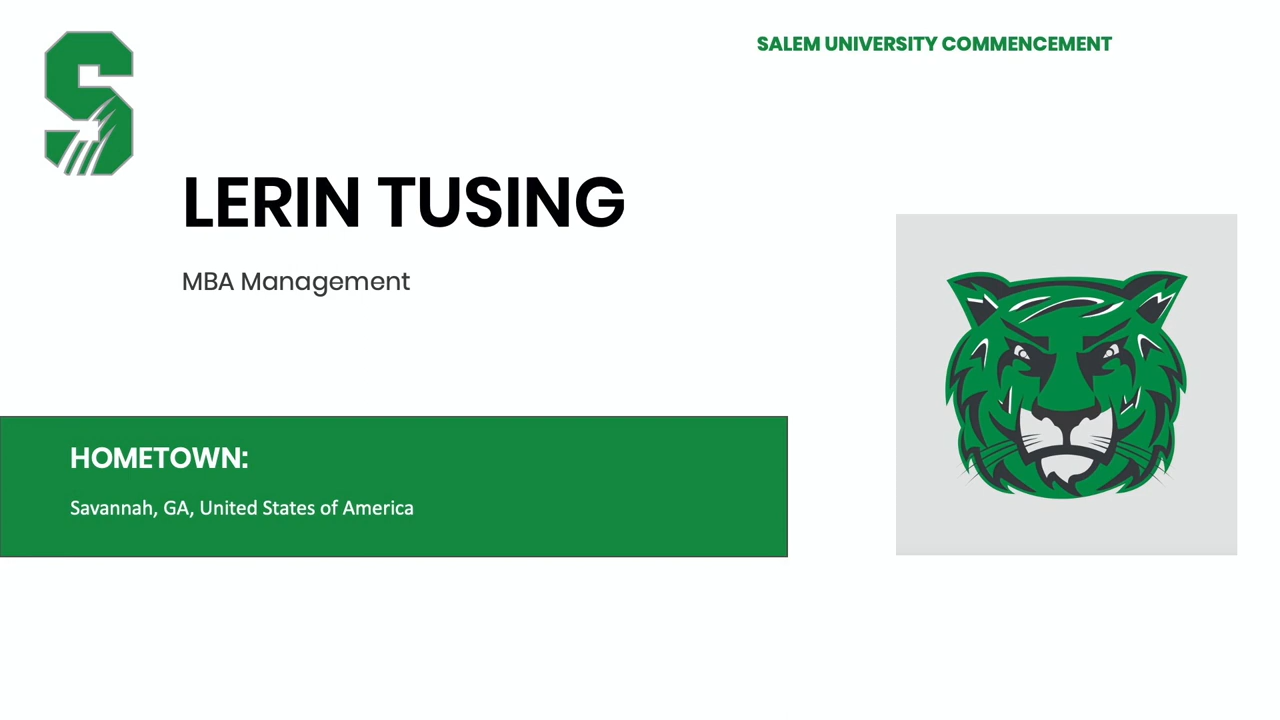 S
SALEM UNIVERSITY COMMENCEMENT
LERIN TUSING
MBA Management
HOMETOWN:
Savannah, GA, United States of America